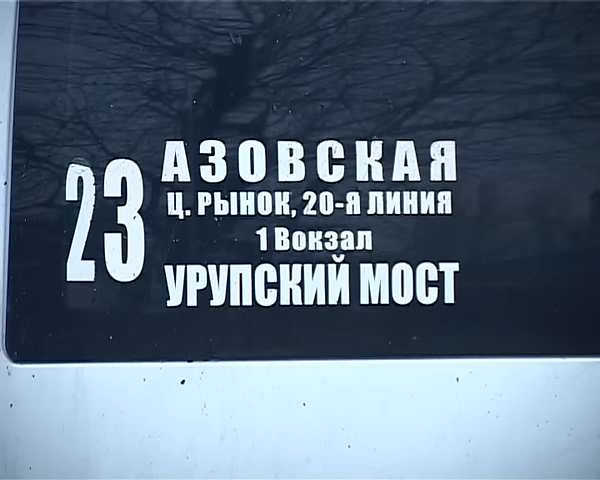 23
АЗОВСКАЯ
Ц. РЫНОК, 20-Я ЛИНИЯ
1 Вокзал
УРУПСКИЙ МОСТ